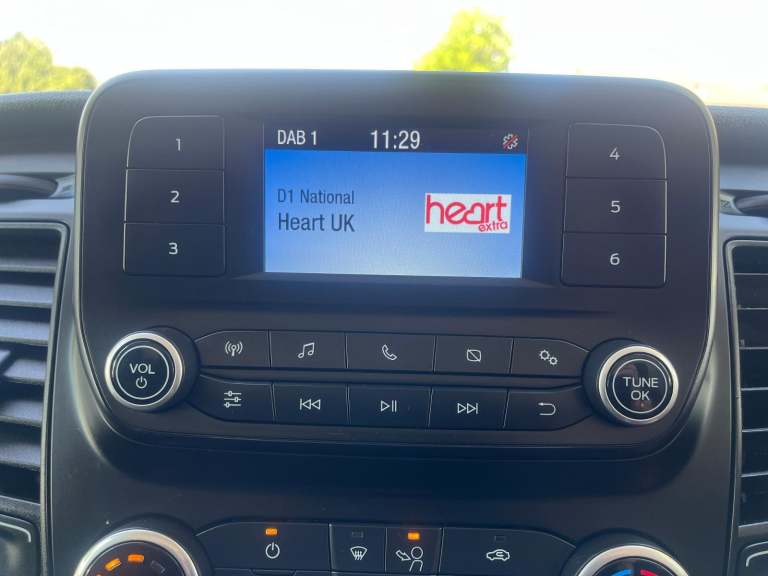 DAB 1 11:29
D1 National
Heart UK
heart
extra
1
2
3
4
5
6
VOL
TUNE
OK